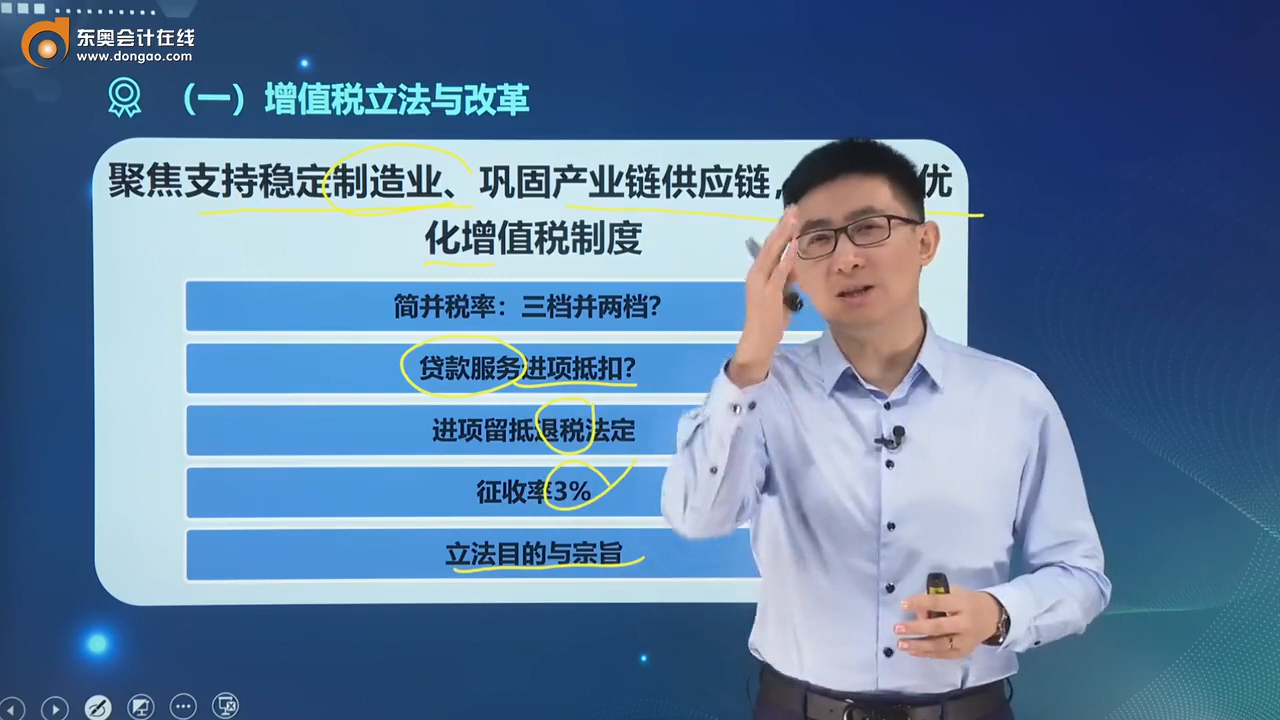 东奥会计在线
www.dongao.com
（一）增值税立法与改革
聚焦支持稳定制造业、巩固产业链供应链，优
化增值税制度
简并税率：三档并两档？
贷款服务进项抵扣？
进项留抵退税法定
征收率3%
立法目的与宗旨